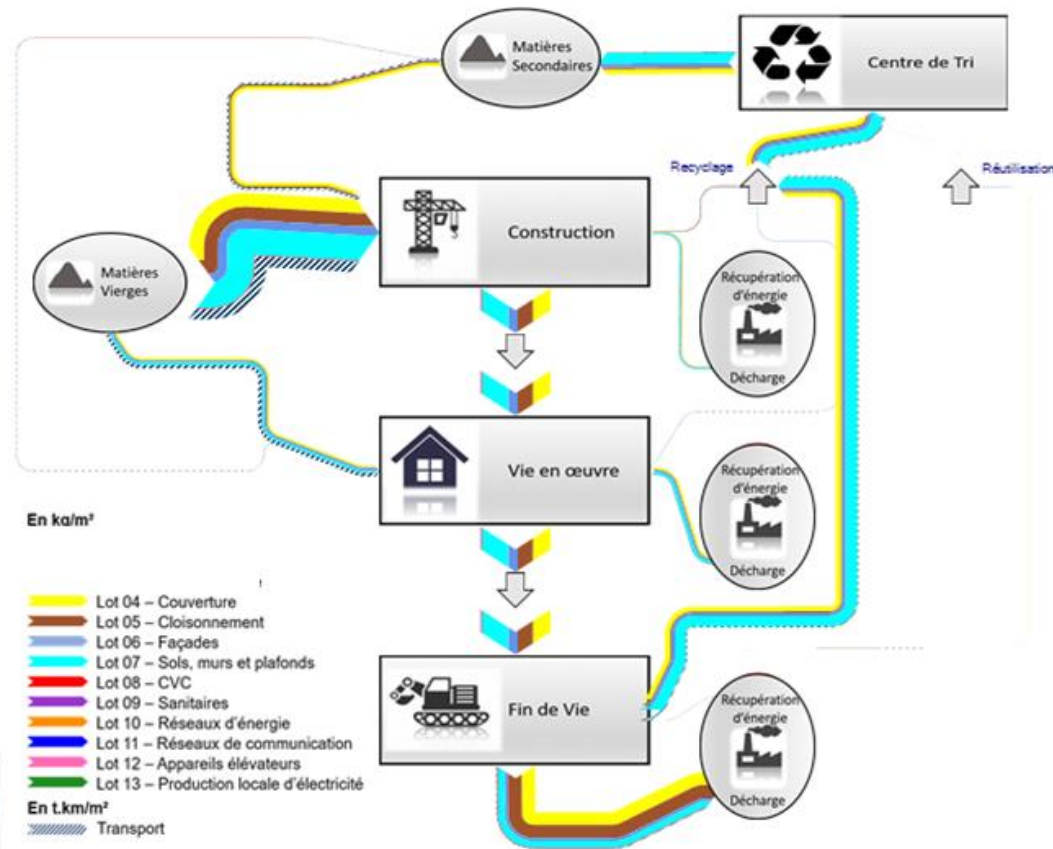 Matières
Secondaires
Centre de Tri
Recyclage
Réutilisation
Construction
Matières
Vierges
Récupération
d'énergie
Décharge
Vie en œuvre
Récupération
d'énergie
Décharge
En kg/m²
Lot 04 – Couverture
Lot 05 – Cloisonnement
Lot 06 – Façades
Lot 07 – Sols, murs et plafonds
Lot 08 – CVC
Lot 09 – Sanitaires
Lot 10 – Réseaux d'énergie
Lot 11 – Réseaux de communication
Lot 12 – Appareils élévateurs
Lot 13 – Production locale d'électricité
En t.km/m²
Transport
Fin de Vie
Récupération
d'énergie
Décharge